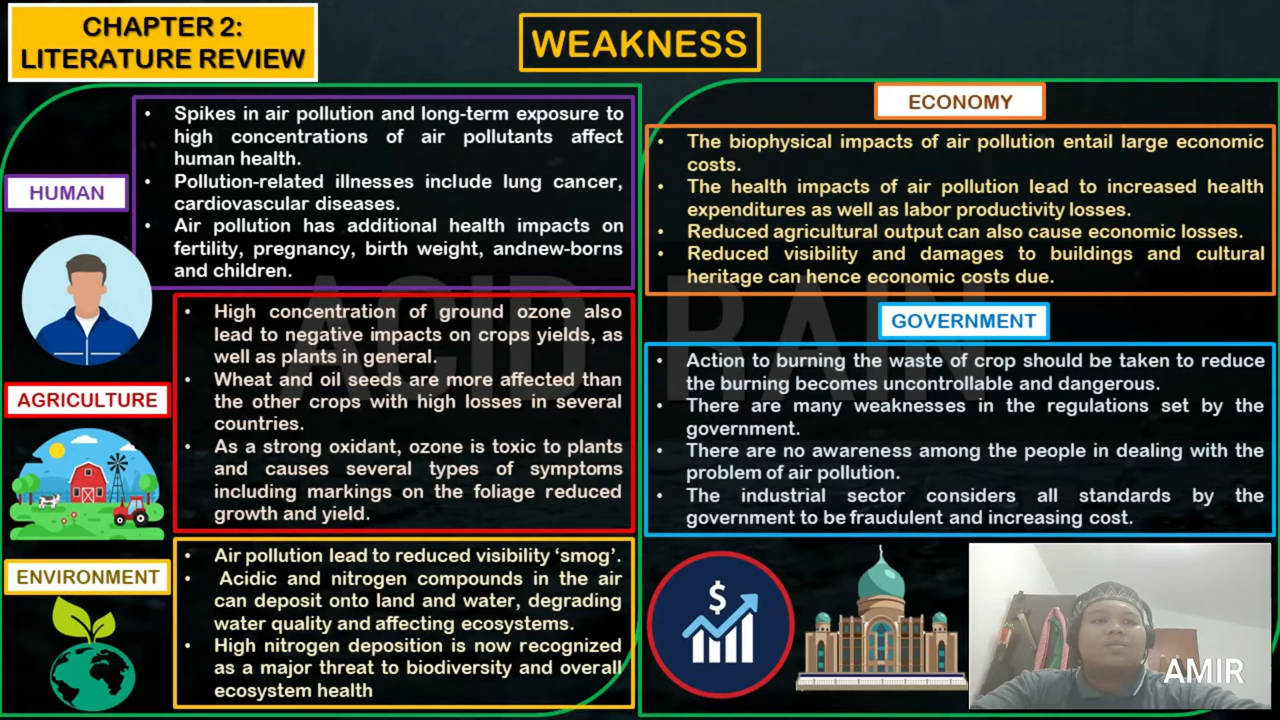 CHAPTER 2:
LITERATURE REVIEW
WEAKNESS
HUMAN
• Spikes in air pollution and long-term exposure to
high concentrations of air pollutants affect
human health.
• Pollution-related illnesses include lung cancer,
cardiovascular diseases.
• Air pollution has additional health impacts on
fertility, pregnancy, birth weight, andnew-borns
and children.
AGRICULTURE
• High concentration of ground ozone also
lead to negative impacts on crops yields, as
well as plants in general.
• Wheat and oil seeds are more affected than
the other crops with high losses in several
countries.
• As a strong oxidant, ozone is toxic to plants
and causes several types of symptoms
including markings on the foliage reduced
growth and yield.
ENVIRONMENT
• Air pollution lead to reduced visibility ‘smog’.
• Acidic and nitrogen compounds in the air
can deposit onto land and water, degrading
water quality and affecting ecosystems.
• High nitrogen deposition is now recognized
as a major threat to biodiversity and overall
ecosystem health
ECONOMY
• The biophysical impacts of air pollution entail large economic
costs.
• The health impacts of air pollution lead to increased health
expenditures as well as labor productivity losses.
• Reduced agricultural output can also cause economic losses.
• Reduced visibility and damages to buildings and cultural
heritage can hence economic costs due.
GOVERNMENT
• Action to burning the waste of crop should be taken to reduce
the burning becomes uncontrollable and dangerous.
• There are many weaknesses in the regulations set by the
government.
• There are no awareness among the people in dealing with the
problem of air pollution.
• The industrial sector considers all standards by the
government to be fraudulent and increasing cost.
ACID RAIN
$
AMIR